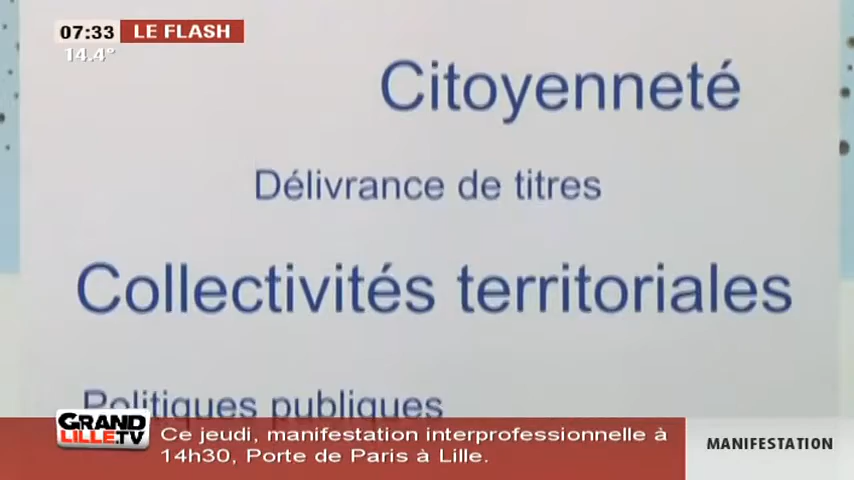 07:33 LE FLASH
14.4°
Citoyenneté
Délivrance de titres
Collectivités territoriales
Politiques publiques
GRAND LILLE TV
Ce jeudi, manifestation interprofessionnelle à
14h30, Porte de Paris à Lille.
MANIFESTATION